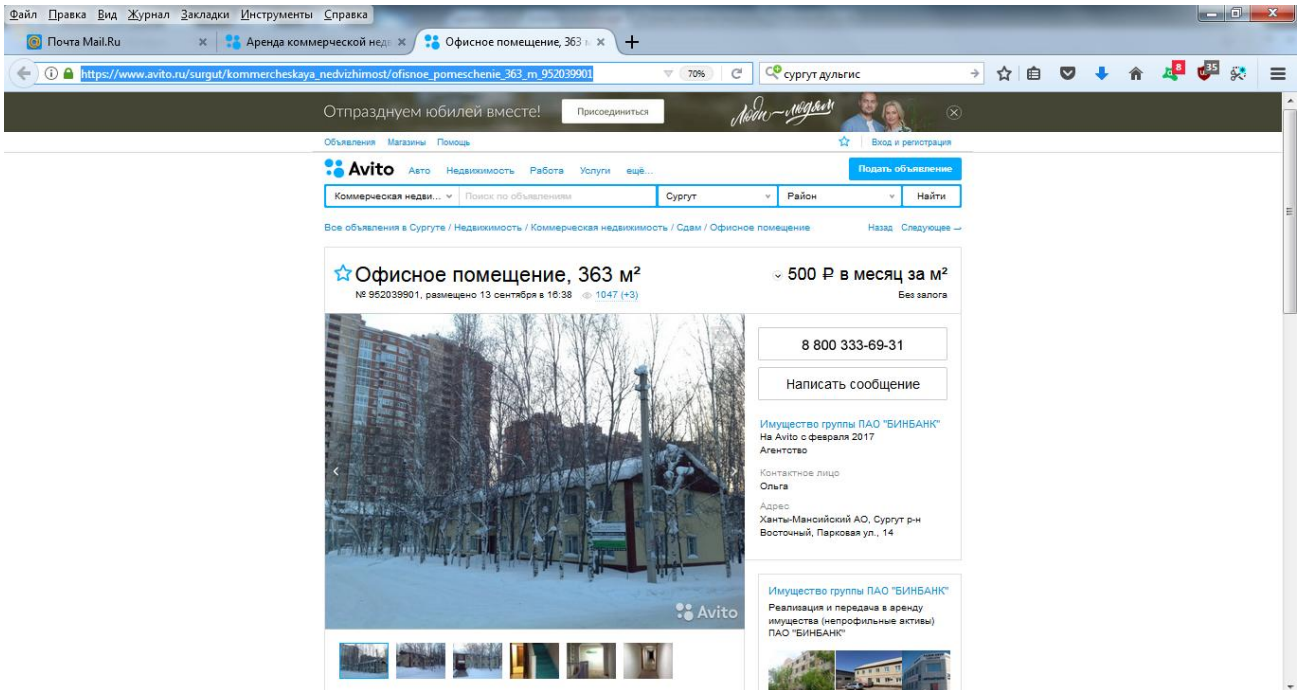 Файл Правка Вид Журнал Закладки Инструменты Справка
Почта Mail.Ru × Аренда коммерческой нед × Офисное помещение, 363 × +
https://www.avito.ru/surgut/kommercheskaya_nedvizhimost/ofisnoe_pomeschenie_363_m_952039901 70% сургут дульгис 8 35
Отпразднуем юбилей вместе! Присоединиться Люди—людям
Объявления Магазины Помощь Вход и регистрация
Avito Авто Недвижимость Работа Услуги ещё... Подать объявление
Коммерческая недви... Поиск по объявлениям Сургут Район Найти
Все объявления в Сургуте / Недвижимость / Коммерческая недвижимость / Сдам / Офисное помещение Назад Следующее →
Офисное помещение, 363 м² 500 ₽ в месяц за м²
№ 952039901, размещено 13 сентября в 16:38 1047 (+3) Без залога
8 800 333-69-31
Написать сообщение
Имущество группы ПАО "БИНБАНК"
На Avito с февраля 2017
Агентство
Контактное лицо
Ольга
Адрес
Ханты-Мансийский АО, Сургут р-н
Восточный, Парковая ул., 14
Avito
Имущество группы ПАО "БИНБАНК"
Реализация и передача в аренду
имущества (непрофильные активы)
ПАО "БИНБАНК"